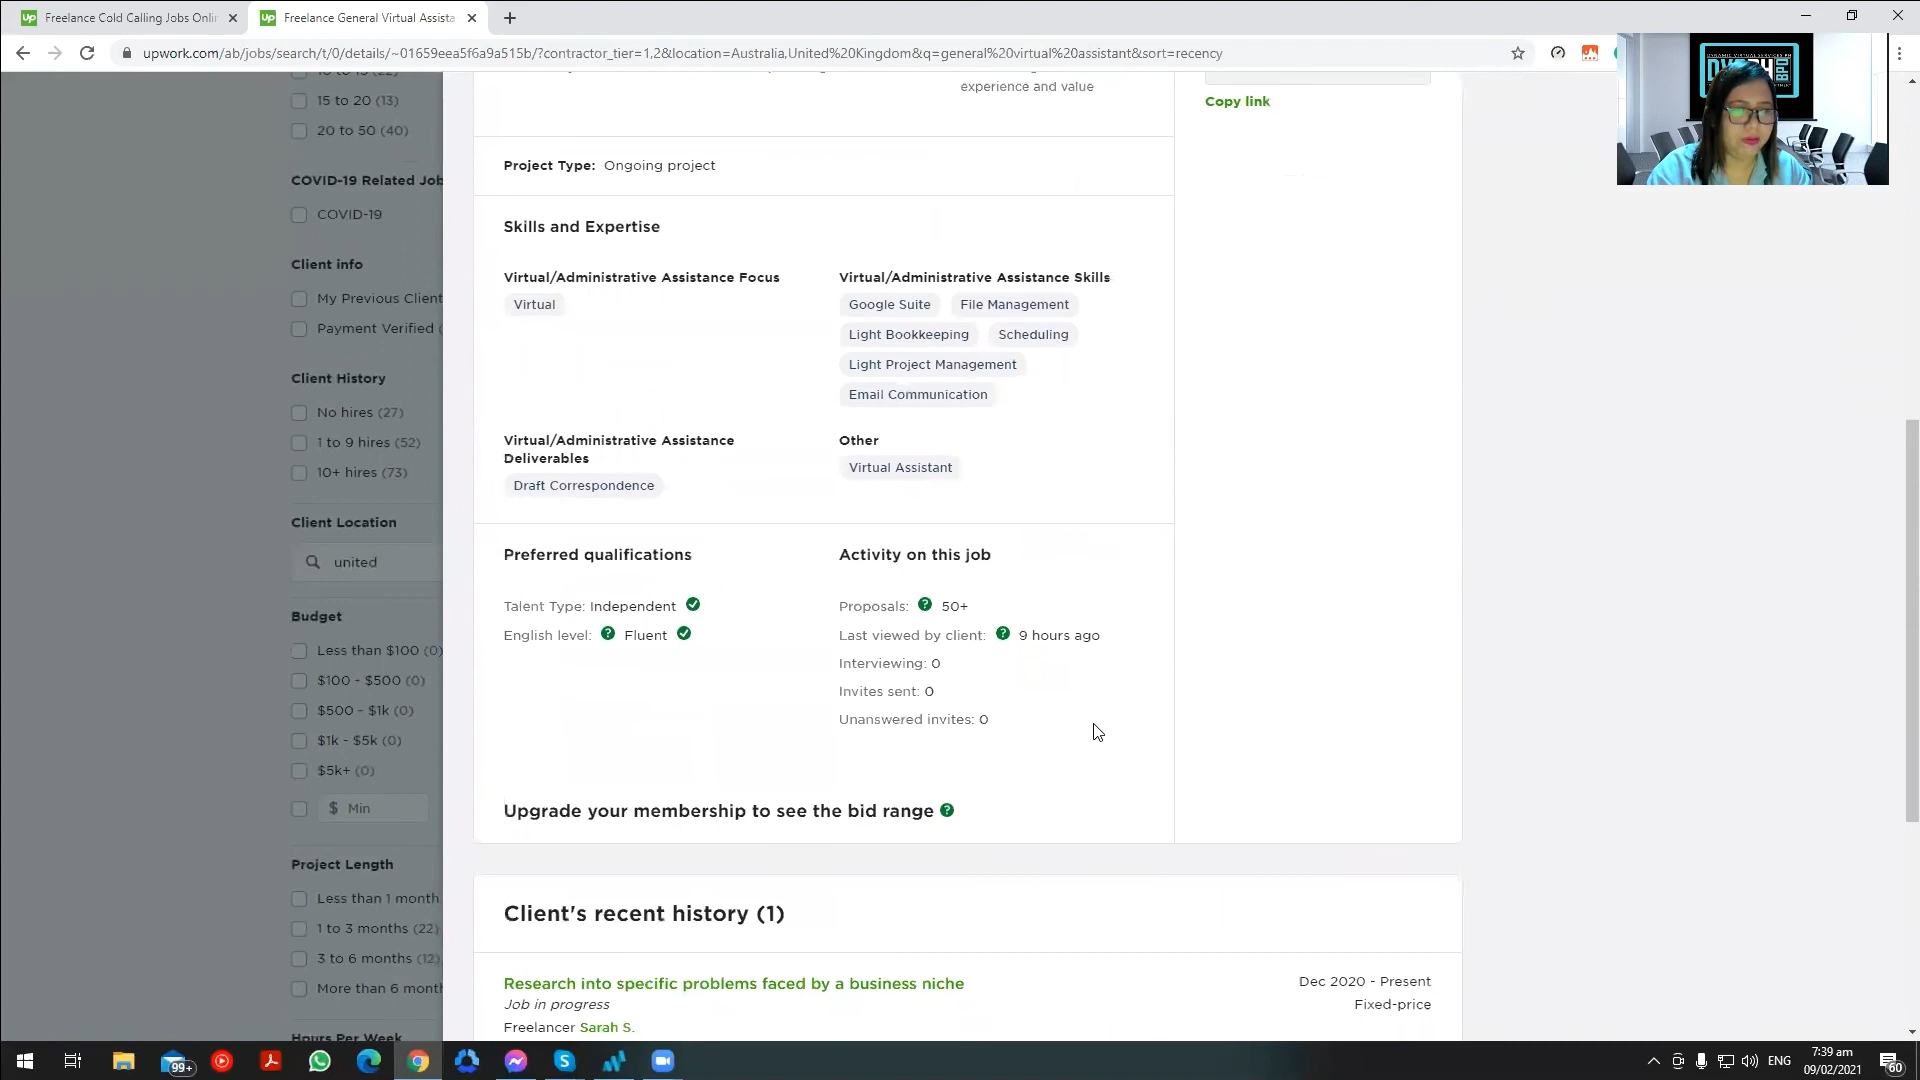 Freelance Cold Calling Jobs Onlin
Freelance General Virtual Assista
upwork.com/ab/jobs/search/t/0/details/~01659eea5f6a9a515b/?contractor_tier=1,2&location=Australia,United%20Kingdom&q=general%20virtual%20assistant&sort=recency
DYNAMIC VIRTUAL SERVICES PH
BPO
15 to 20 (13)
20 to 50 (40)
COVID-19 Related Job
COVID-19
Client info
My Previous Client
Payment Verified (
Client History
No hires (27)
1 to 9 hires (52)
10+ hires (73)
Client Location
united
Budget
Less than $100 (0)
$100 - $500 (0)
$500 - $1k (0)
$1k - $5k (0)
$5k+ (0)
$ Min
Project Length
Less than 1 month
1 to 3 months (22)
3 to 6 months (12)
More than 6 mont
Hours Per Week
experience and value
Copy link
Project Type: Ongoing project
Skills and Expertise
Virtual/Administrative Assistance Focus
Virtual
Virtual/Administrative Assistance Skills
Google Suite File Management
Light Bookkeeping Scheduling
Light Project Management
Email Communication
Virtual/Administrative Assistance
Deliverables
Draft Correspondence
Other
Virtual Assistant
Preferred qualifications
Talent Type: Independent
English level: Fluent
Activity on this job
Proposals: 50+
Last viewed by client: 9 hours ago
Interviewing: 0
Invites sent: 0
Unanswered invites: 0
Upgrade your membership to see the bid range
Client's recent history (1)
Research into specific problems faced by a business niche
Job in progress
Freelancer Sarah S.
Dec 2020 - Present
Fixed-price
99+
ENG
7:39 am
09/02/2021
60